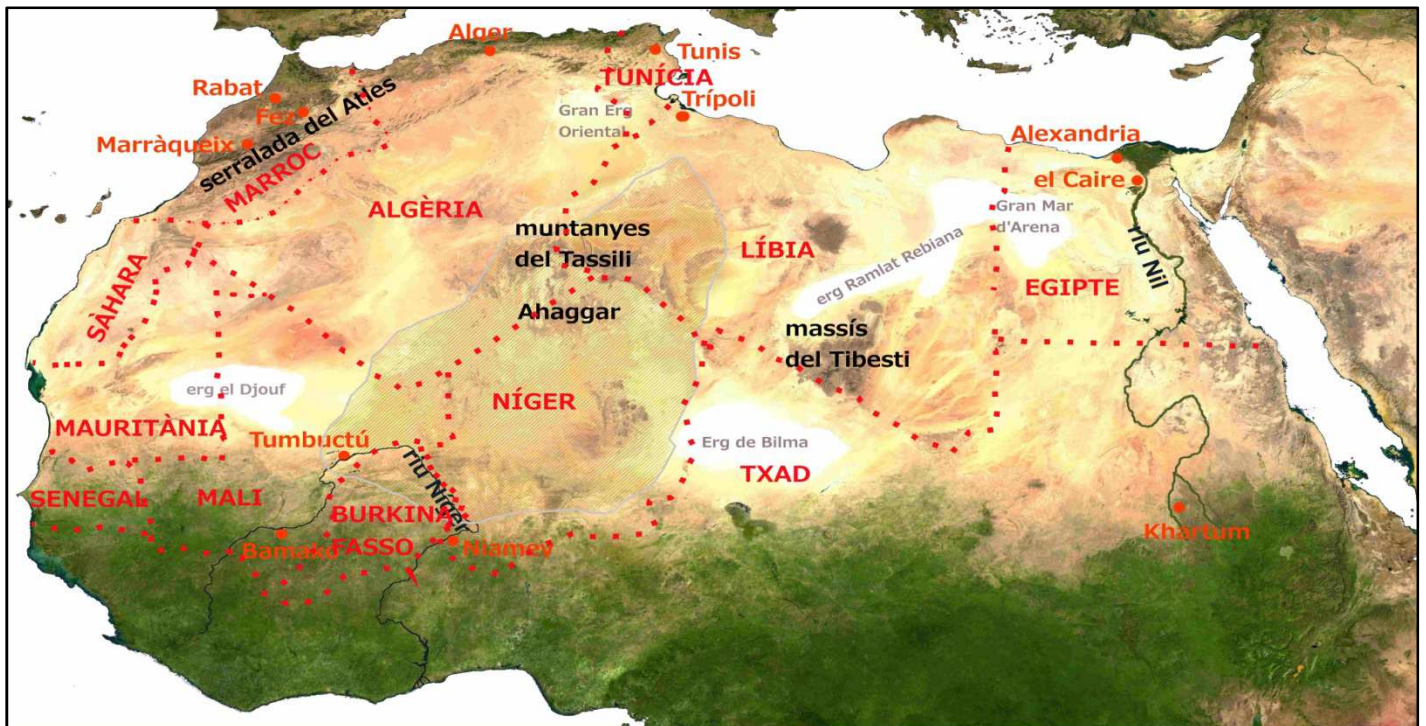 Alger
Tunis
TUNÍCIA
Rabat
Fez
Trípoli
Gran Erg
Oriental
Marràqueix
serralada del Atles
MARROC
Alexandria
el Caire
ALGÈRIA
muntanyes
del Tassili
LÍBIA
Gran Mar
d'Arena
riu Nil
erg Ramlat Rebiana
EGIPTE
SÀHARA
Ahaggar
massís
del Tibesti
erg el Djouf
NÍGER
MAURITÀNIA
Tumbuctú
Erg de Bilma
TXAD
riu Níger
SENEGAL
MALI
BURKINA
FASSO
Bamako
Niamey
Khartum